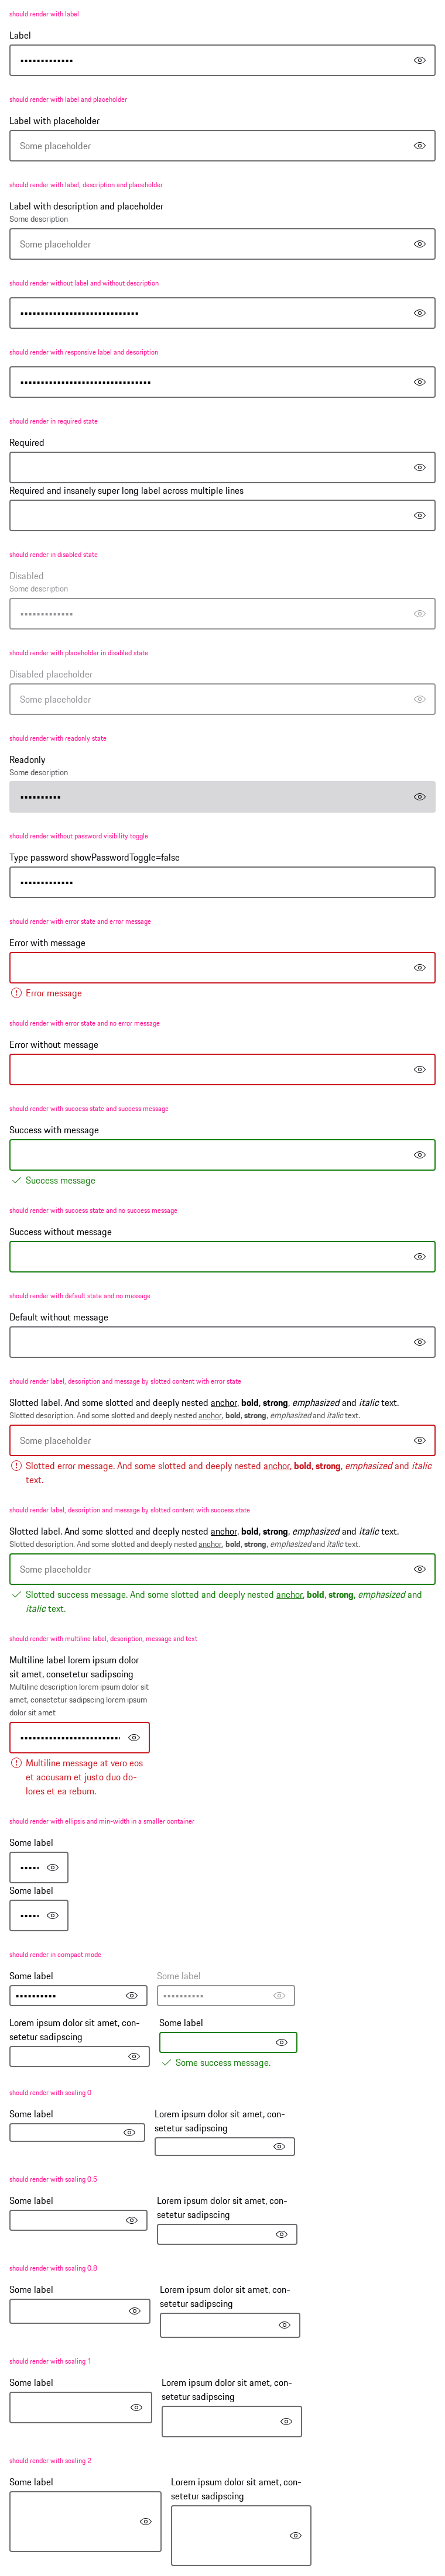 should render with label
Label
•••••••••••••
should render with label and placeholder
Label with placeholder
Some placeholder
should render with label, description and placeholder
Label with description and placeholder
Some description
Some placeholder
should render without label and without description
•••••••••••••••••••••••••••••
should render with responsive label and description
••••••••••••••••••••••••••••••••
should render in required state
Required
Required and insanely super long label across multiple lines
should render in disabled state
Disabled
Some description
•••••••••••••
should render with placeholder in disabled state
Disabled placeholder
Some placeholder
should render with readonly state
Readonly
Some description
••••••••••
should render without password visibility toggle
Type password showPasswordToggle=false
•••••••••••••
should render with error state and error message
Error with message
Error message
should render with error state and no error message
Error without message
should render with success state and success message
Success with message
Success message
should render with success state and no success message
Success without message
should render with default state and no message
Default without message
should render label, description and message by slotted content with error state
Slotted label. And some slotted and deeply nested anchor, bold, strong, emphasized and italic text.
Slotted description. And some slotted and deeply nested anchor, bold, strong, emphasized and italic text.
Some placeholder
Slotted error message. And some slotted and deeply nested anchor, bold, strong, emphasized and italic
text.
should render label, description and message by slotted content with success state
Slotted label. And some slotted and deeply nested anchor, bold, strong, emphasized and italic text.
Slotted description. And some slotted and deeply nested anchor, bold, strong, emphasized and italic text.
Some placeholder
Slotted success message. And some slotted and deeply nested anchor, bold, strong, emphasized and
italic text.
should render with multiline label, description, message and text
Multiline label lorem ipsum dolor
sit amet, consetetur sadipscing
Multiline description lorem ipsum dolor sit
amet, consetetur sadipscing lorem ipsum
dolor sit amet
•••••••••••••••••••••••••
Multiline message at vero eos
et accusam et justo duo do-
lores et ea rebum.
should render with ellipsis and min-width in a smaller container
Some label
•••••
Some label
•••••
should render in compact mode
Some label
••••••••••
Some label
••••••••••
Lorem ipsum dolor sit amet, con-
setetur sadipscing
Some label
Some success message.
should render with scaling 0
Some label
Lorem ipsum dolor sit amet, con-
setetur sadipscing
should render with scaling 0.5
Some label
Lorem ipsum dolor sit amet, con-
setetur sadipscing
should render with scaling 0.8
Some label
Lorem ipsum dolor sit amet, con-
setetur sadipscing
should render with scaling 1
Some label
Lorem ipsum dolor sit amet, con-
setetur sadipscing
should render with scaling 2
Some label
Lorem ipsum dolor sit amet, con-
setetur sadipscing